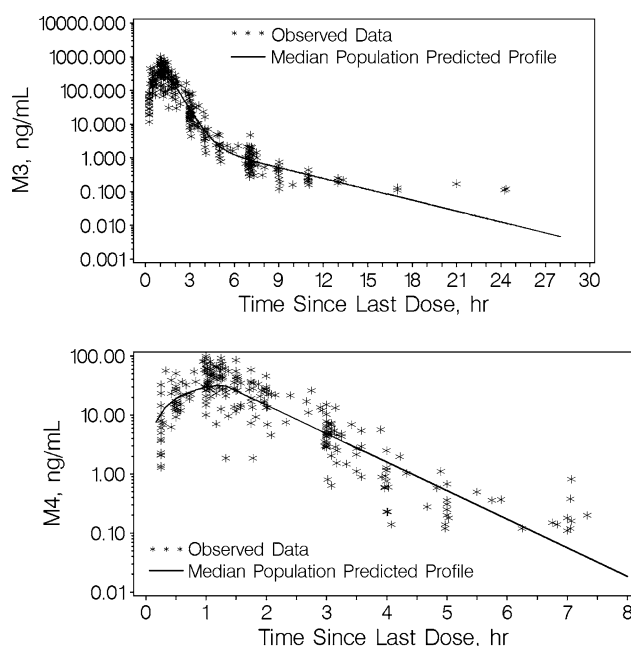 10000.000
1000.000
100.000
10.000
1.000
0.100
0.010
0.001
M3, ng/mL
* * * Observed Data
Median Population Predicted Profile
0 3 6 9 12 15 18 21 24 27 30
Time Since Last Dose, hr
100.00
10.00
1.00
0.10
0.01
M4, ng/mL
* * * Observed Data
Median Population Predicted Profile
0 1 2 3 4 5 6 7 8
Time Since Last Dose, hr